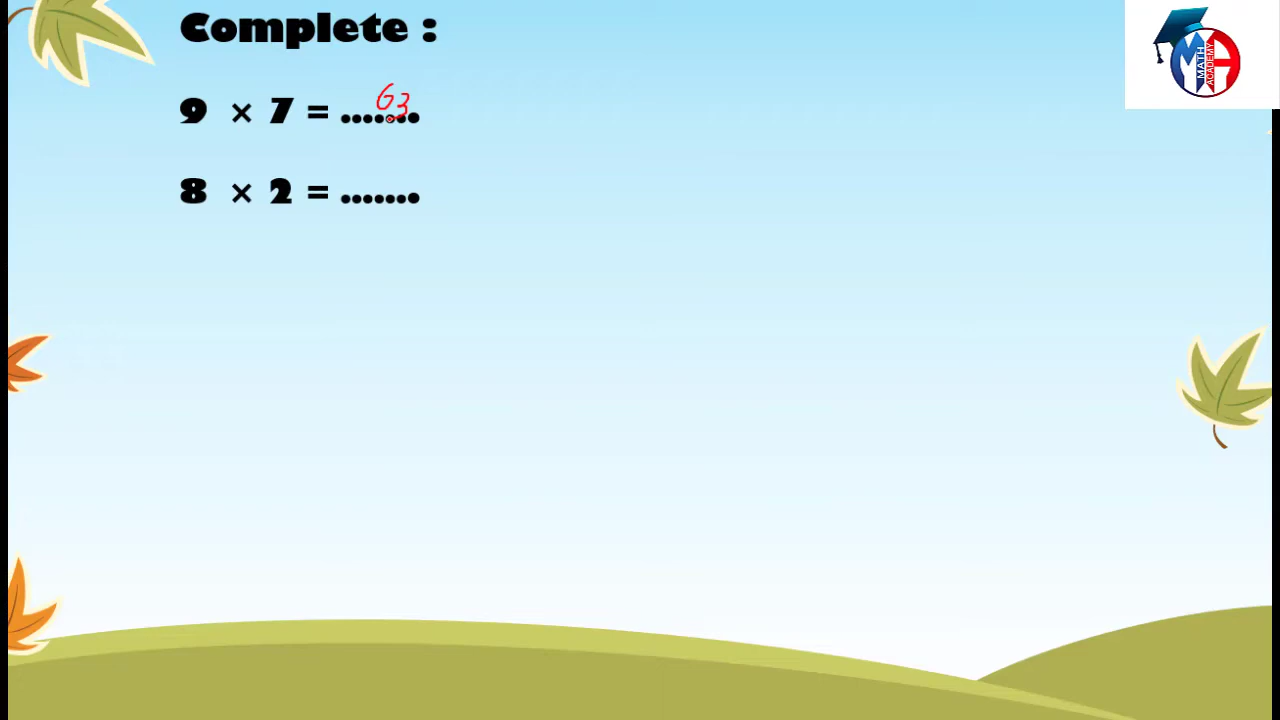 Complete :
9 × 7 = ....... 63
8 × 2 = .......
MATH
ACADEMY